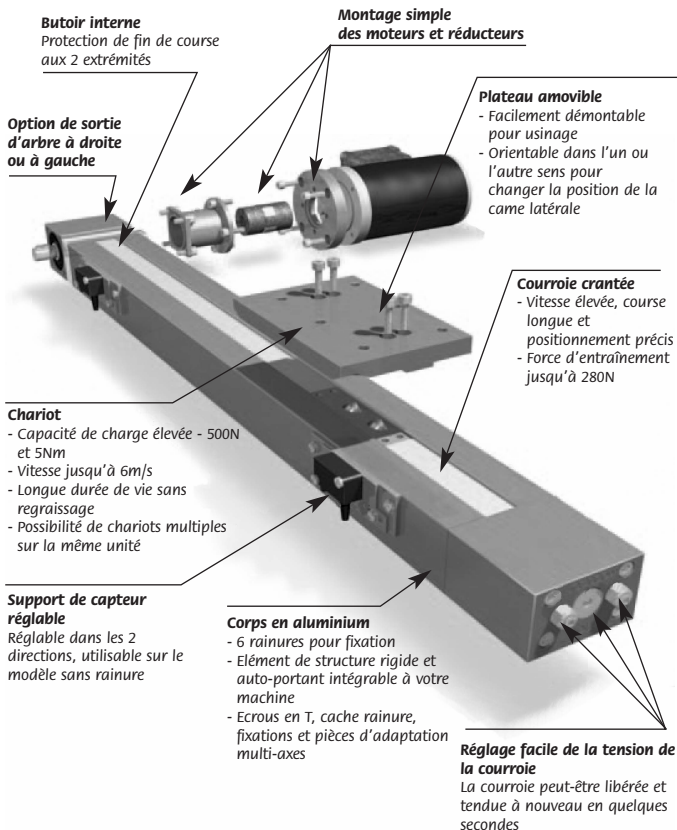 Butoir interne
Protection de fin de course
aux 2 extrémités
Montage simple
des moteurs et réducteurs
Option de sortie
d'arbre à droite
ou à gauche
Plateau amovible
- Facilement démontable
pour usinage
- Orientable dans l'un ou
l'autre sens pour
changer la position de la
came latérale
Courroie crantée
- Vitesse élevée, course
longue et
positionnement précis
- Force d'entraînement
jusqu'à 280N
Chariot
- Capacité de charge élevée - 500N
et 5Nm
- Vitesse jusqu'à 6m/s
- Longue durée de vie sans
regraissage
- Possibilité de chariots multiples
sur la même unité
Support de capteur
réglable
Réglable dans les 2
directions, utilisable sur le
modèle sans rainure
Corps en aluminium
- 6 rainures pour fixation
- Elément de structure rigide et
auto-portant intégrable à votre
machine
- Ecrous en T, cache rainure,
fixations et pièces d'adaptation
multi-axes
Réglage facile de la tension de
la courroie
La courroie peut-être libérée et
tendue à nouveau en quelques
secondes